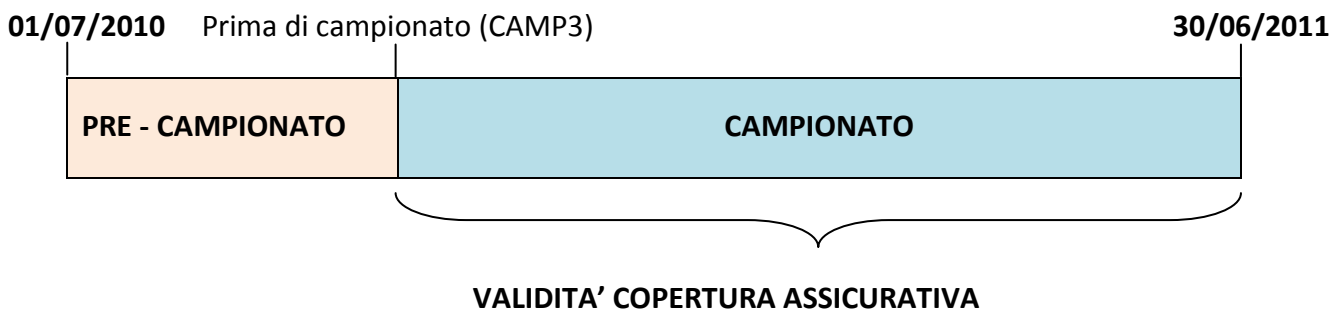 01/07/2010 Prima di campionato (CAMP3) 30/06/2011
PRE - CAMPIONATO CAMPIONATO
VALIDITA’ COPERTURA ASSICURATIVA